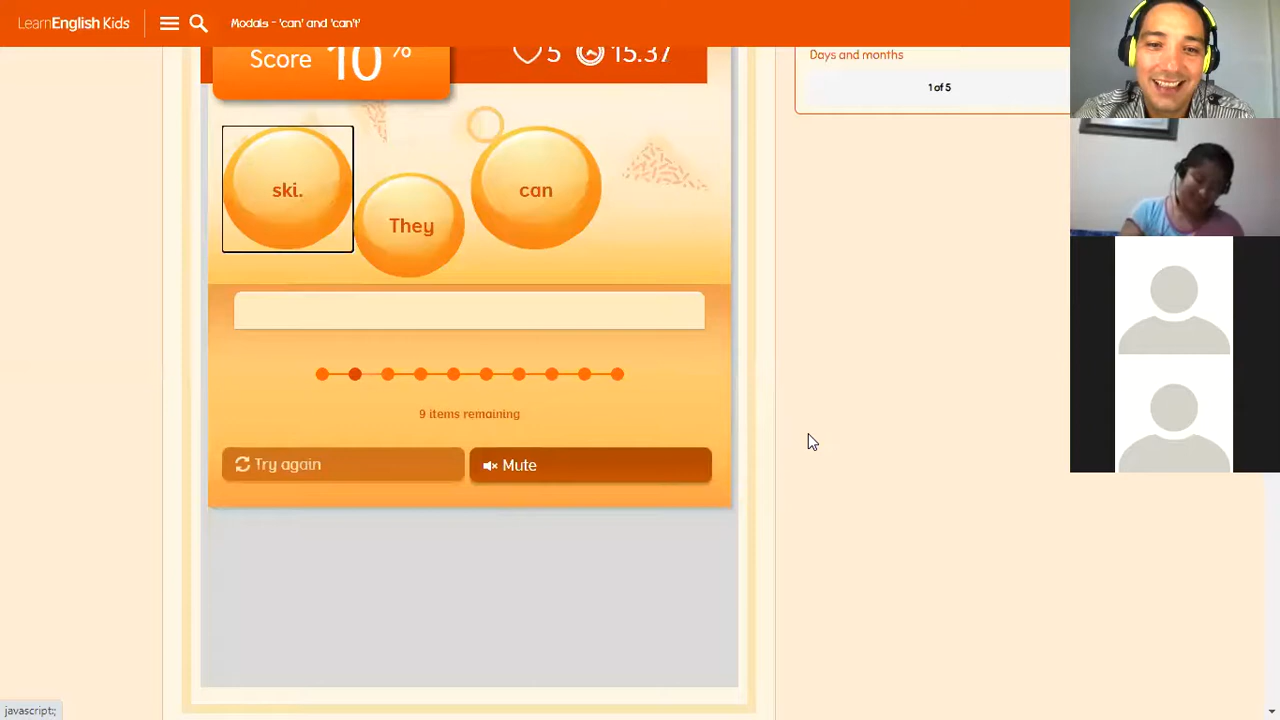 LearnEnglish Kids
Modals - 'can' and 'can't'
Score 10 %
5
15.37
Days and months
1 of 5
ski.
They
can
9 items remaining
Try again
Mute
javascript:;